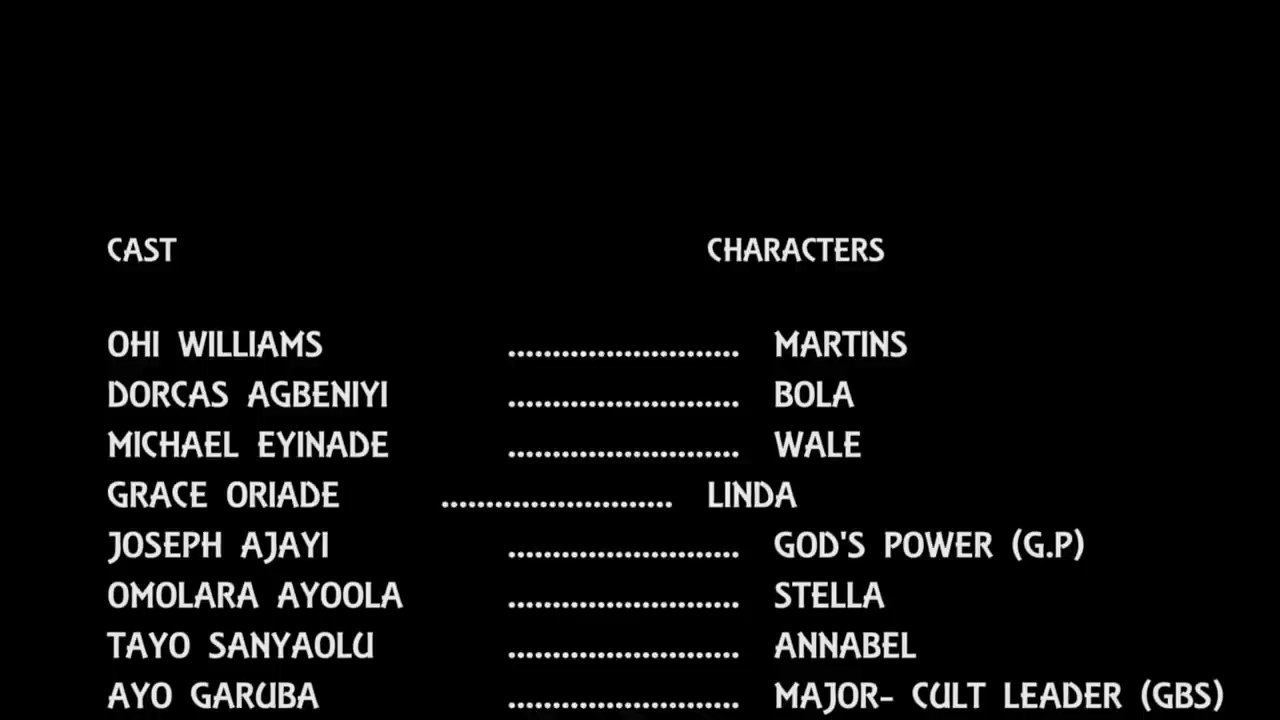 CAST CHARACTERS
OHI WILLIAMS .......................... MARTINS
DORCAS AGBENIYI .......................... BOLA
MICHAEL EYINADE .......................... WALE
GRACE ORIADE .......................... LINDA
JOSEPH AJAYI .......................... GOD'S POWER (G.P)
OMOLARA AYOOLA .......................... STELLA
TAYO SANYAOLU .......................... ANNABEL
AYO GARUBA .......................... MAJOR- CULT LEADER (GBS)